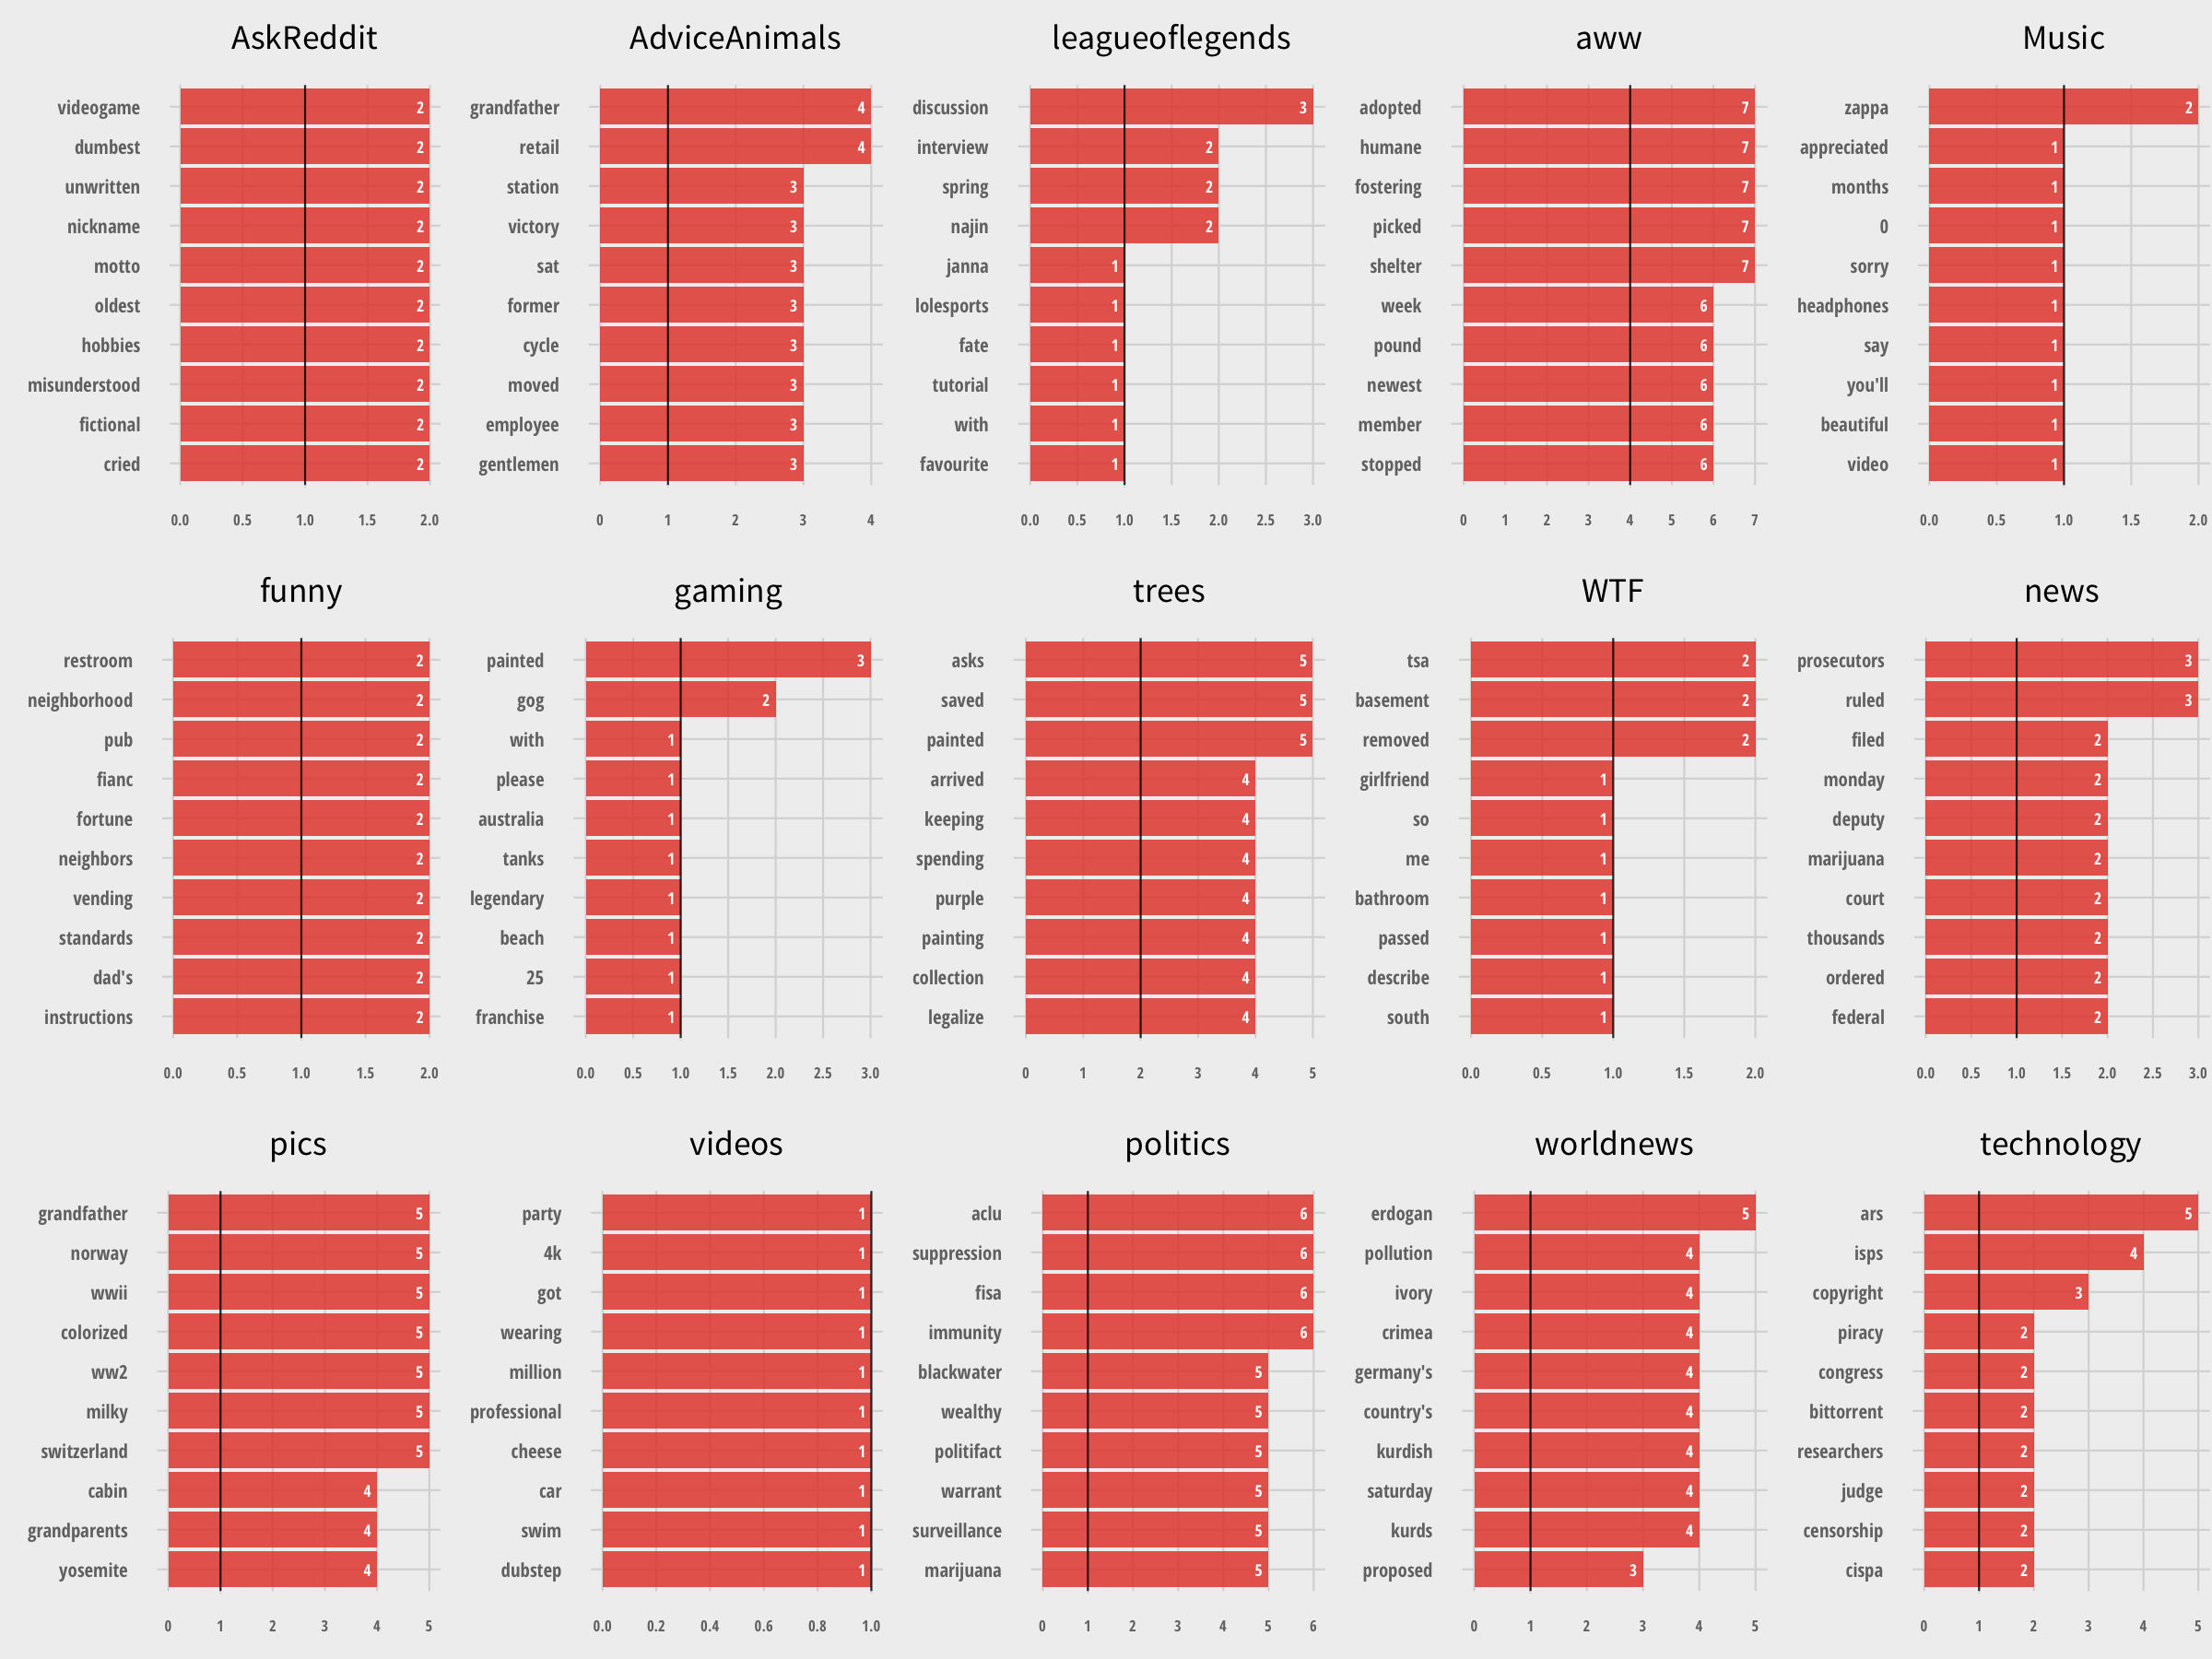 AskReddit
videogame 2
dumbest 2
unwritten 2
nickname 2
motto 2
oldest 2
hobbies 2
misunderstood 2
fictional 2
cried 2
0.0 0.5 1.0 1.5 2.0
AdviceAnimals
grandfather 4
retail 4
station 3
victory 3
sat 3
former 3
cycle 3
moved 3
employee 3
gentlemen 3
0 1 2 3 4
leagueoflegends
discussion 3
interview 2
spring 2
najin 2
janna 1
lolesports 1
fate 1
tutorial 1
with 1
favourite 1
0.0 0.5 1.0 1.5 2.0 2.5 3.0
aww
adopted 7
humane 7
fostering 7
picked 7
shelter 7
week 6
pound 6
newest 6
member 6
stopped 6
0 1 2 3 4 5 6 7
Music
zappa 2
appreciated 1
months 1
0 1
sorry 1
headphones 1
say 1
you'll 1
beautiful 1
video 1
0.0 0.5 1.0 1.5 2.0
funny
restroom 2
neighborhood 2
pub 2
fianc 2
fortune 2
neighbors 2
vending 2
standards 2
dad's 2
instructions 2
0.0 0.5 1.0 1.5 2.0
gaming
painted 3
gog 2
with 1
please 1
australia 1
tanks 1
legendary 1
beach 1
25 1
franchise 1
0.0 0.5 1.0 1.5 2.0 2.5 3.0
trees
asks 5
saved 5
painted 5
arrived 4
keeping 4
spending 4
purple 4
painting 4
collection 4
legalize 4
0 1 2 3 4 5
WTF
tsa 2
basement 2
removed 2
girlfriend 1
so 1
me 1
bathroom 1
passed 1
describe 1
south 1
0.0 0.5 1.0 1.5 2.0
news
prosecutors 3
ruled 3
filed 2
monday 2
deputy 2
marijuana 2
court 2
thousands 2
ordered 2
federal 2
0.0 0.5 1.0 1.5 2.0 2.5 3.0
pics
grandfather 5
norway 5
wwii 5
colorized 5
ww2 5
milky 5
switzerland 5
cabin 4
grandparents 4
yosemite 4
0 1 2 3 4 5
videos
party 1
4k 1
got 1
wearing 1
million 1
professional 1
cheese 1
car 1
swim 1
dubstep 1
0.0 0.2 0.4 0.6 0.8 1.0
politics
aclu 6
suppression 6
fisa 6
immunity 6
blackwater 5
wealthy 5
politifact 5
warrant 5
surveillance 5
marijuana 5
0 1 2 3 4 5 6
worldnews
erdogan 5
pollution 4
ivory 4
crimea 4
germany's 4
country's 4
kurdish 4
saturday 4
kurds 4
proposed 3
0 1 2 3 4 5
technology
ars 5
isps 4
copyright 3
piracy 2
congress 2
bittorrent 2
researchers 2
judge 2
censorship 2
cispa 2
0 1 2 3 4 5